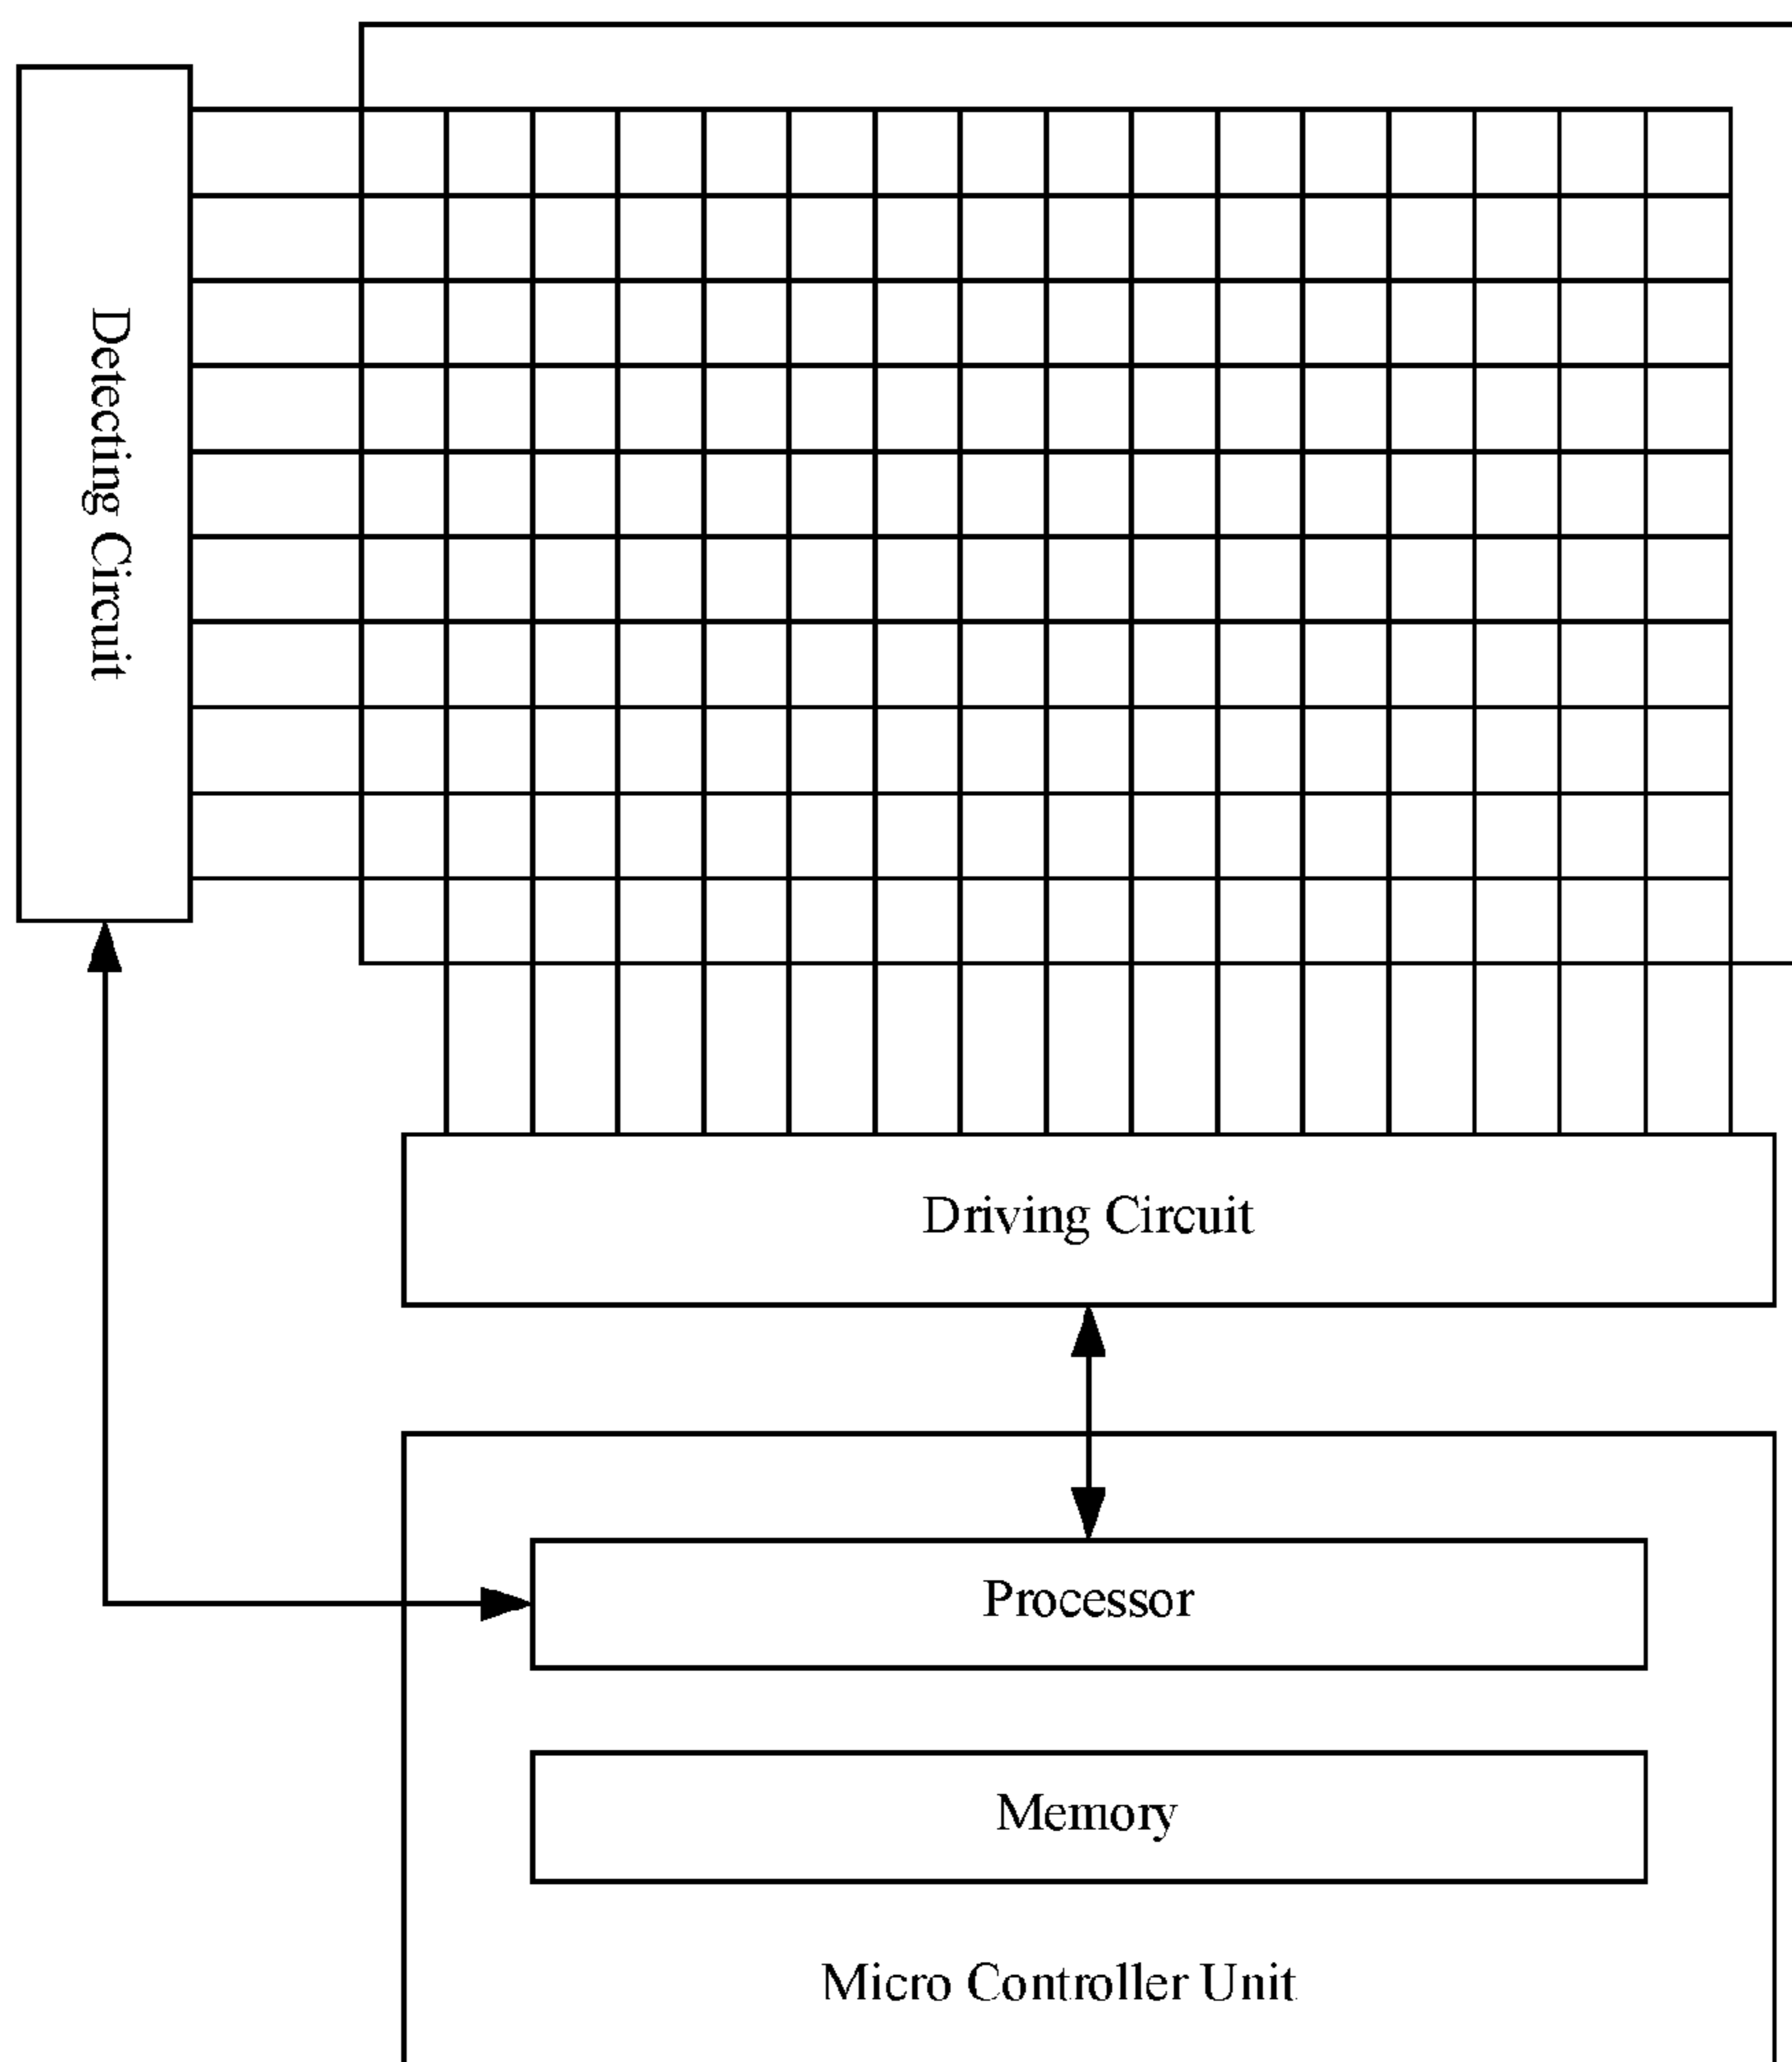 Detecting Circuit
Driving Circuit
Processor
Memory
Micro Controller Unit